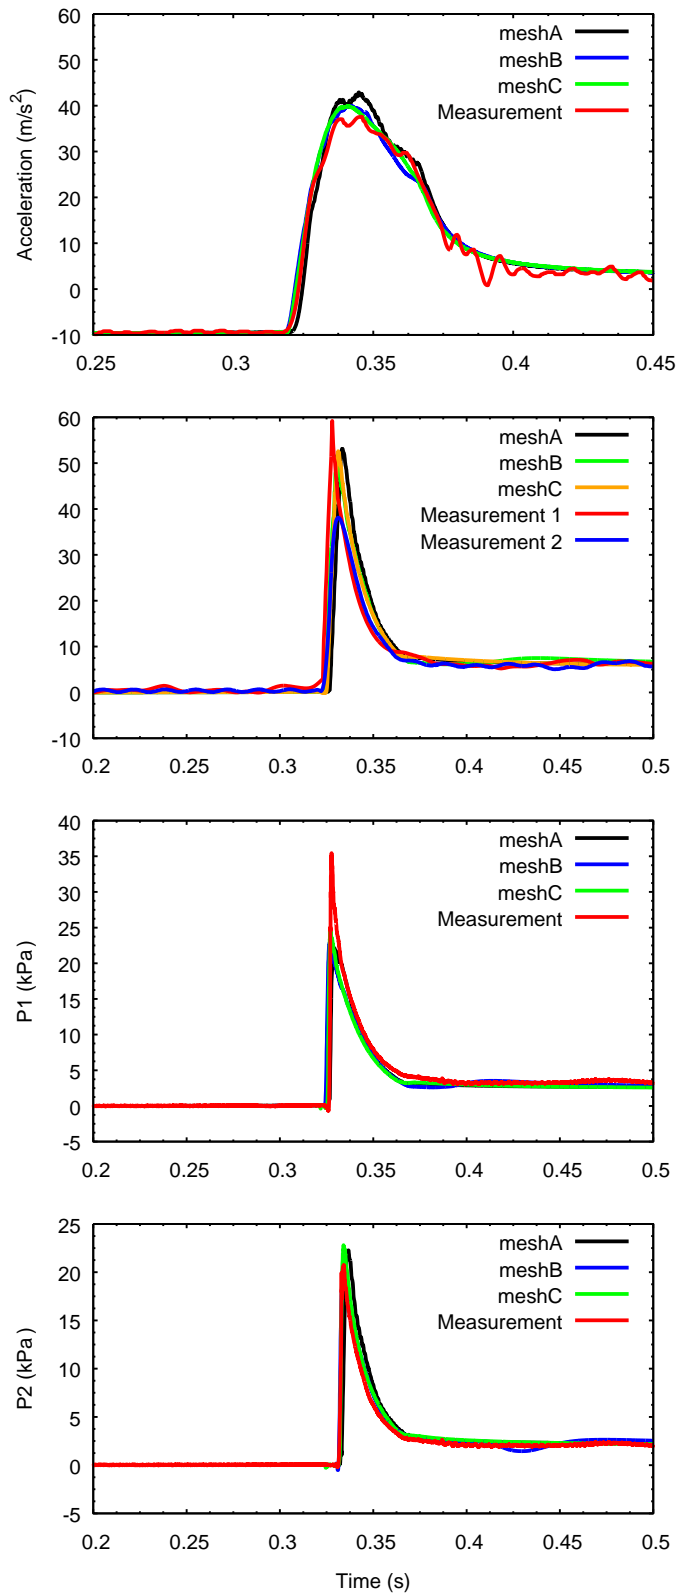 60
50
40
30
20
10
0
-10
Acceleration (m/s²)
meshA
meshB
meshC
Measurement
0.25 0.3 0.35 0.4 0.45
60
50
40
30
20
10
0
-10
meshA
meshB
meshC
Measurement 1
Measurement 2
0.2 0.25 0.3 0.35 0.4 0.45 0.5
40
35
30
25
20
15
10
5
0
-5
P1 (kPa)
meshA
meshB
meshC
Measurement
0.2 0.25 0.3 0.35 0.4 0.45 0.5
25
20
15
10
5
0
-5
P2 (kPa)
meshA
meshB
meshC
Measurement
0.2 0.25 0.3 0.35 0.4 0.45 0.5
Time (s)